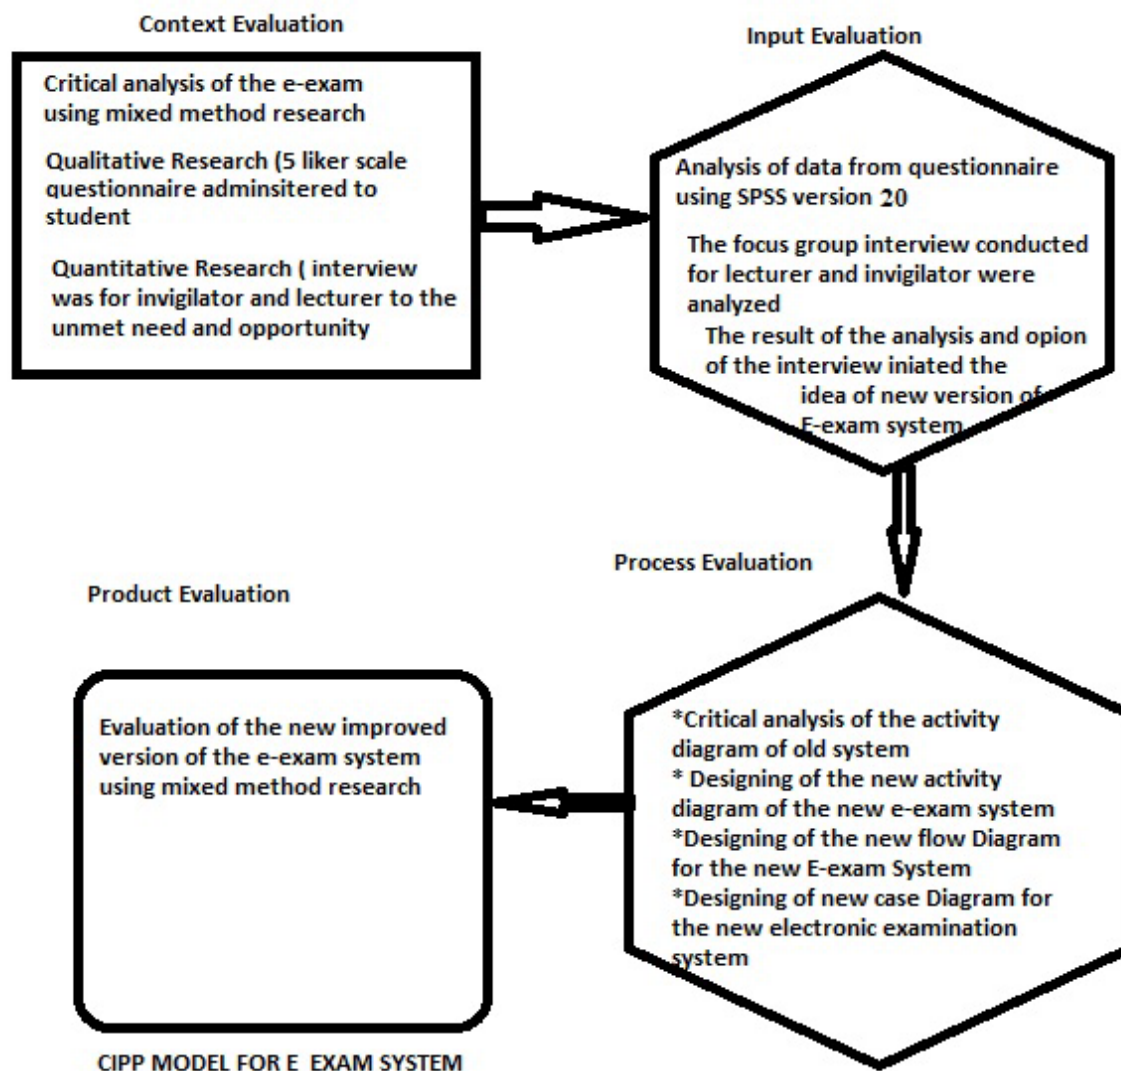 Context Evaluation
Critical analysis of the e-exam
using mixed method research
Qualitative Research (5 liker scale
questionnaire adminsitered to
student
Quantitative Research ( interview
was for invigilator and lecturer to the
unmet need and opportunity
Input Evaluation
Analysis of data from questionnaire
using SPSS version 20
The focus group interview conducted
for lecturer and invigilator were
analyzed
The result of the analysis and opion
of the interview iniated the
idea of new version of
E-exam system
Process Evaluation
*Critical analysis of the activity
diagram of old system
* Designing of the new activity
diagram of the new e-exam system
*Designing of the new flow Diagram
for the new E-exam System
*Designing of new case Diagram for
the new electronic examination
system
Product Evaluation
Evaluation of the new improved
version of the e-exam system
using mixed method research
CIPP MODEL FOR E EXAM SYSTEM